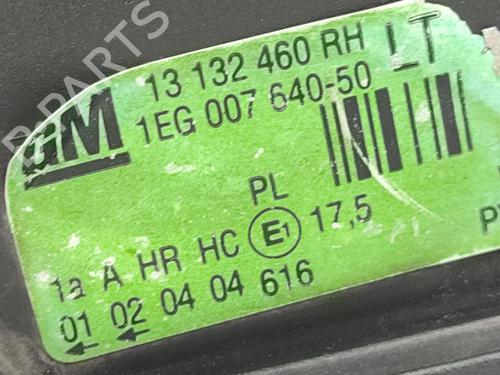 B-PARTS
GM
13 132 460 RH LT
1EG 007 640-50
PL
1a A HR HC E1 17,5
01 02 04 04 616